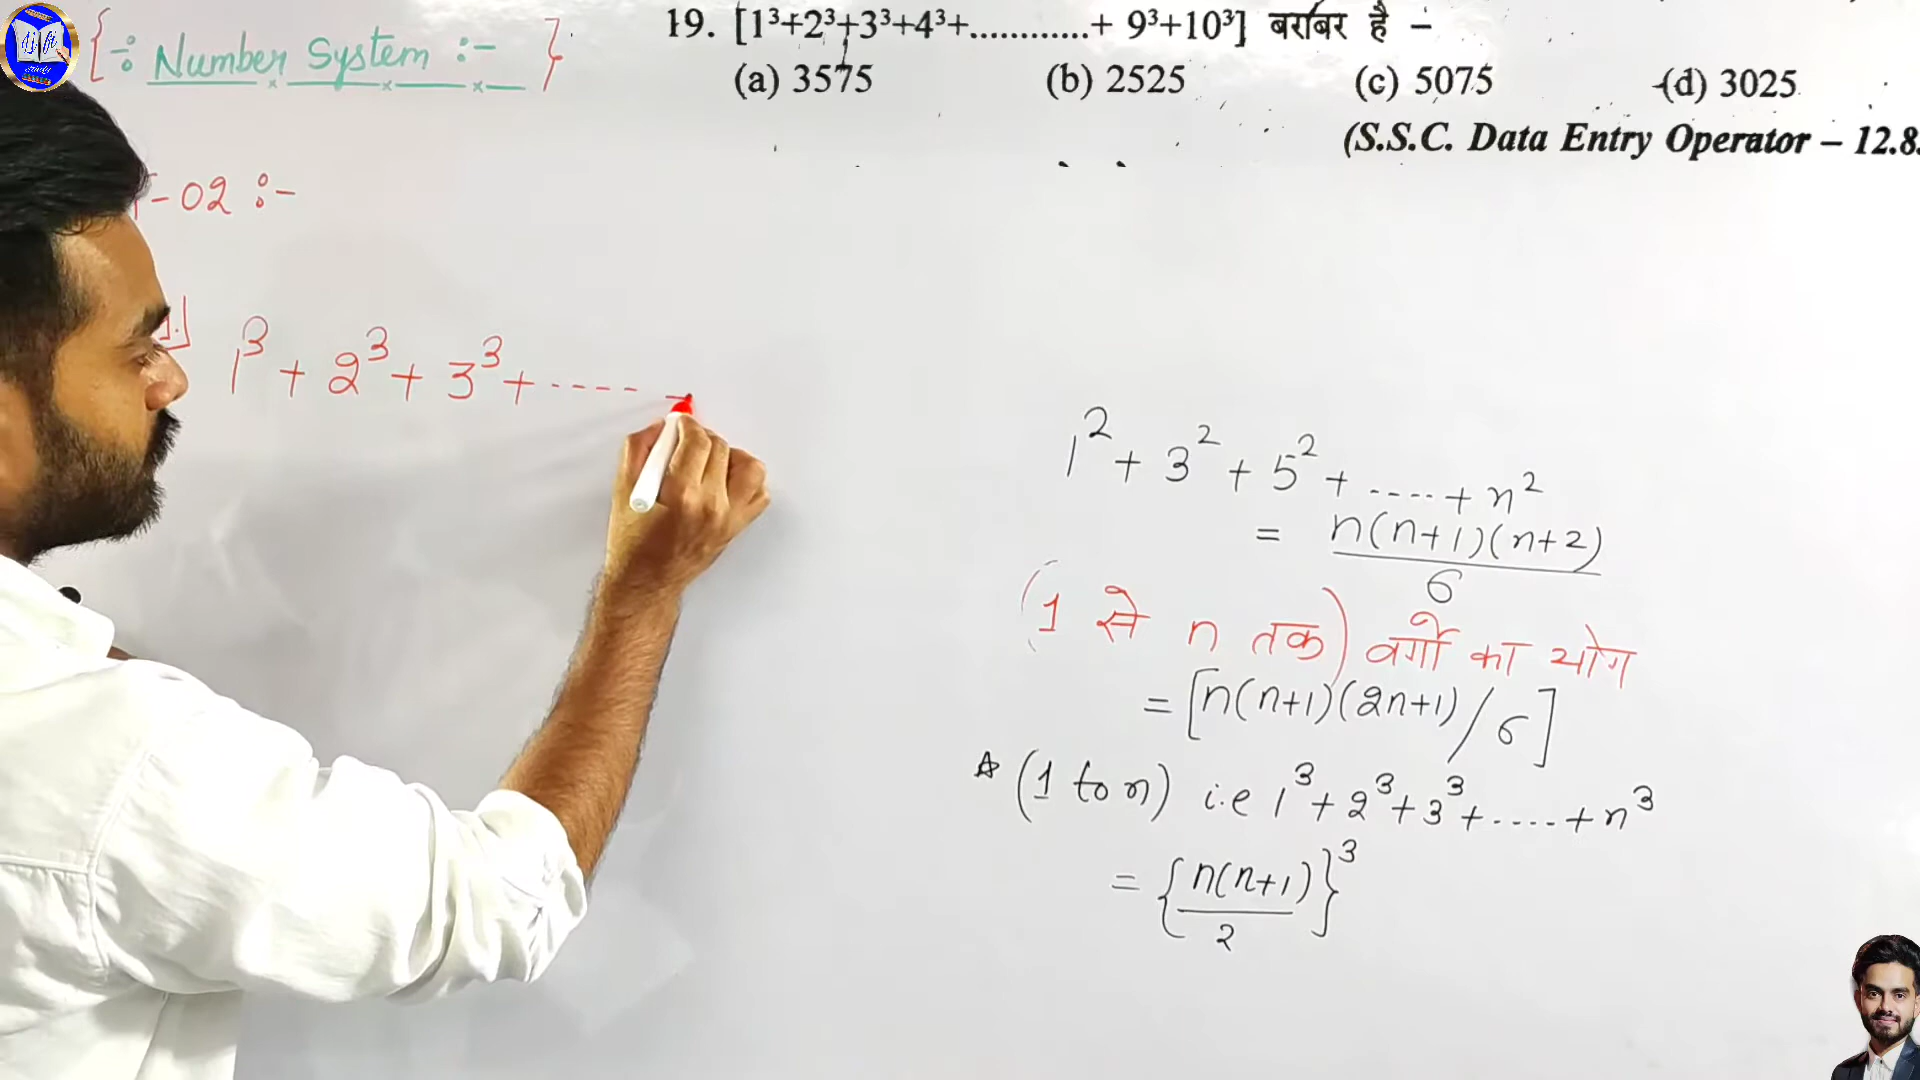 { ÷ Number System :- }
19. [1³+2³+3³+4³+............+ 9³+10³] बराबर है –
(a) 3575 (b) 2525 (c) 5075 (d) 3025
(S.S.C. Data Entry Operator – 12.8
-02 :-
1³ + 2³ + 3³ + ----
1² + 3² + 5² + ....+ n²
= n(n+1)(n+2)
6
(1 से n तक) वर्गो का योग
= [n(n+1)(2n+1)/6]
☆ (1 to n) i.e 1³+2³+3³+....+n³
= {n(n+1)}³
2